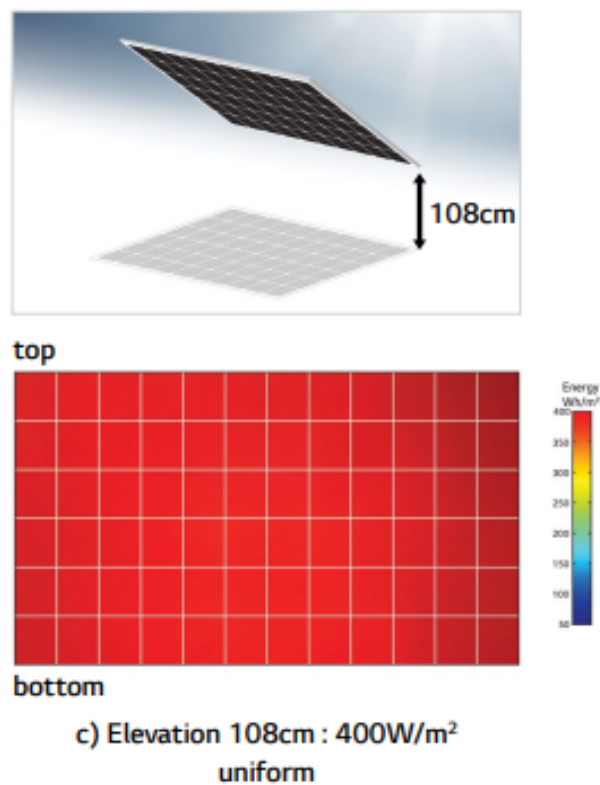 108cm
top
Energy
Wh/m²
400
350
300
250
200
150
100
50
bottom
c) Elevation 108cm : 400W/m²
uniform